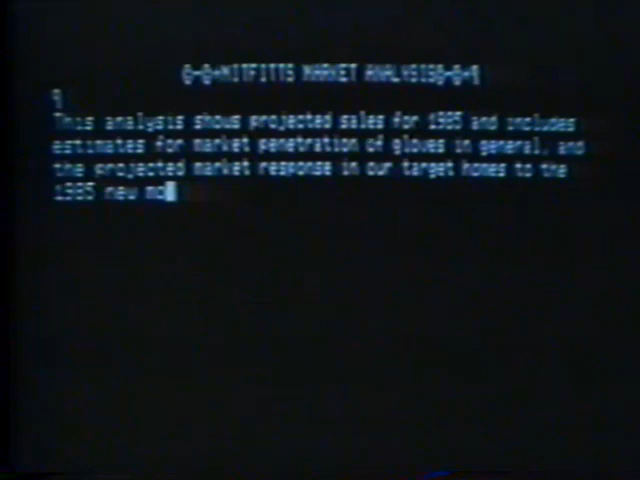 MITFITTS MARKET ANALYSIS
¶
This analysis shows projected sales for 1985 and includes
estimates for market penetration of gloves in general, and
the projected market response in our target homes to the
1985 new mo